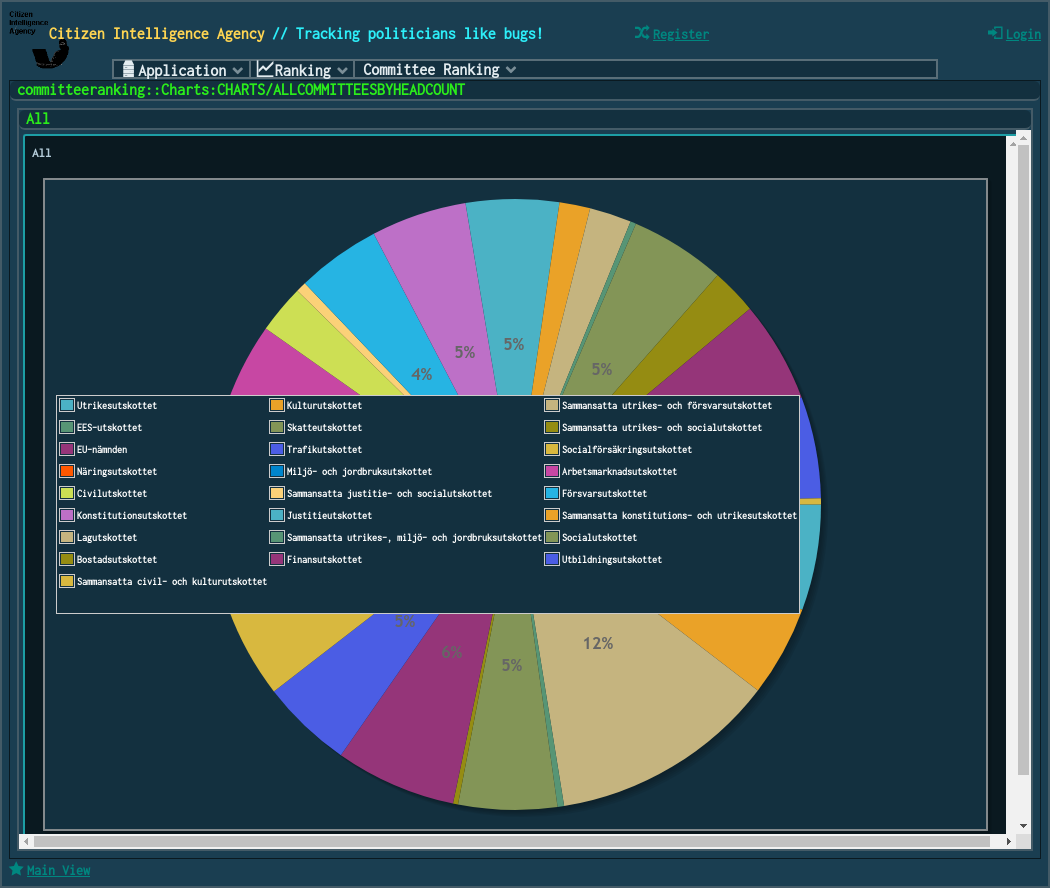 Citizen
Intelligence
Agency
Citizen Intelligence Agency // Tracking politicians like bugs!
Register
Login
Application
Ranking
Committee Ranking
committeeranking::Charts:CHARTS/ALLCOMMITTEESBYHEADCOUNT
All
All
5%
5%
4%
5%
Utrikesutskottet
Kulturutskottet
Sammansatta utrikes- och försvarsutskottet
EES-utskottet
Skatteutskottet
Sammansatta utrikes- och socialutskottet
EU-nämnden
Trafikutskottet
Socialförsäkringsutskottet
Näringsutskottet
Miljö- och jordbruksutskottet
Arbetsmarknadsutskottet
Civilutskottet
Sammansatta justitie- och socialutskottet
Försvarsutskottet
Konstitutionsutskottet
Justitieutskottet
Sammansatta konstitutions- och utrikesutskottet
Lagutskottet
Sammansatta utrikes-, miljö- och jordbruksutskottet
Socialutskottet
Bostadsutskottet
Finansutskottet
Utbildningsutskottet
Sammansatta civil- och kulturutskottet
12%
6%
5%
Main View